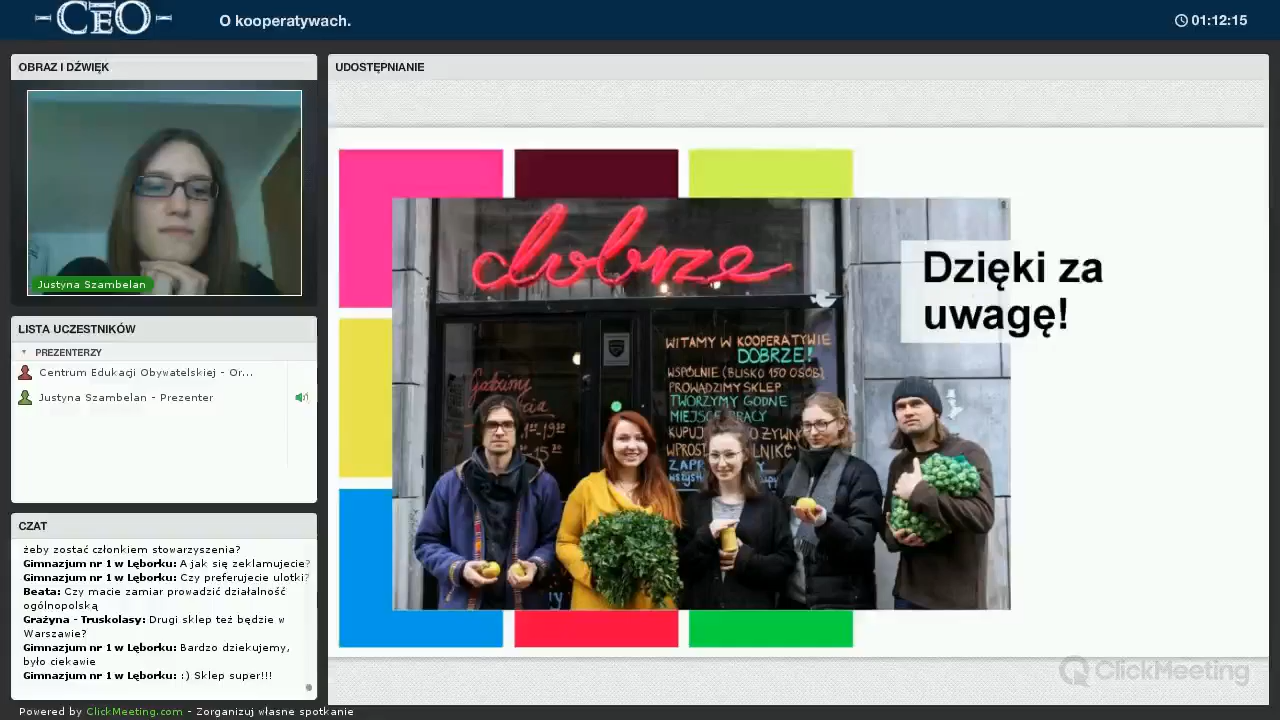 CEO
O kooperatywach.
01:12:15
OBRAZ I DŹWIĘK
UDOSTĘPNIANIE
Justyna Szambelan
LISTA UCZESTNIKÓW
PREZENTERZY
Centrum Edukacji Obywatelskiej - Or...
Justyna Szambelan - Prezenter
CZAT
żeby zostać członkiem stowarzyszenia?
Gimnazjum nr 1 w Lęborku: A jak się zeklamujecie?
Gimnazjum nr 1 w Lęborku: Czy preferujecie ulotki?
Beata: Czy macie zamiar prowadzić działalność
ogólnopolską
Grażyna - Truskolasy: Drugi sklep też będzie w
Warszawie?
Gimnazjum nr 1 w Lęborku: Bardzo dziekujemy,
było ciekawie
Gimnazjum nr 1 w Lęborku: :) Sklep super!!!
dobrze
Dzięki za
uwagę!
WITAMY W KOOPERATYWIE
DOBRZE!
WSPÓLNIE (BLISKO 150 OSÓB)
PROWADZIMY SKLEP
TWORZYMY GODNE
MIEJSCE PRACY
Godziny
ClickMeeting
Powered by ClickMeeting.com - Zorganizuj własne spotkanie